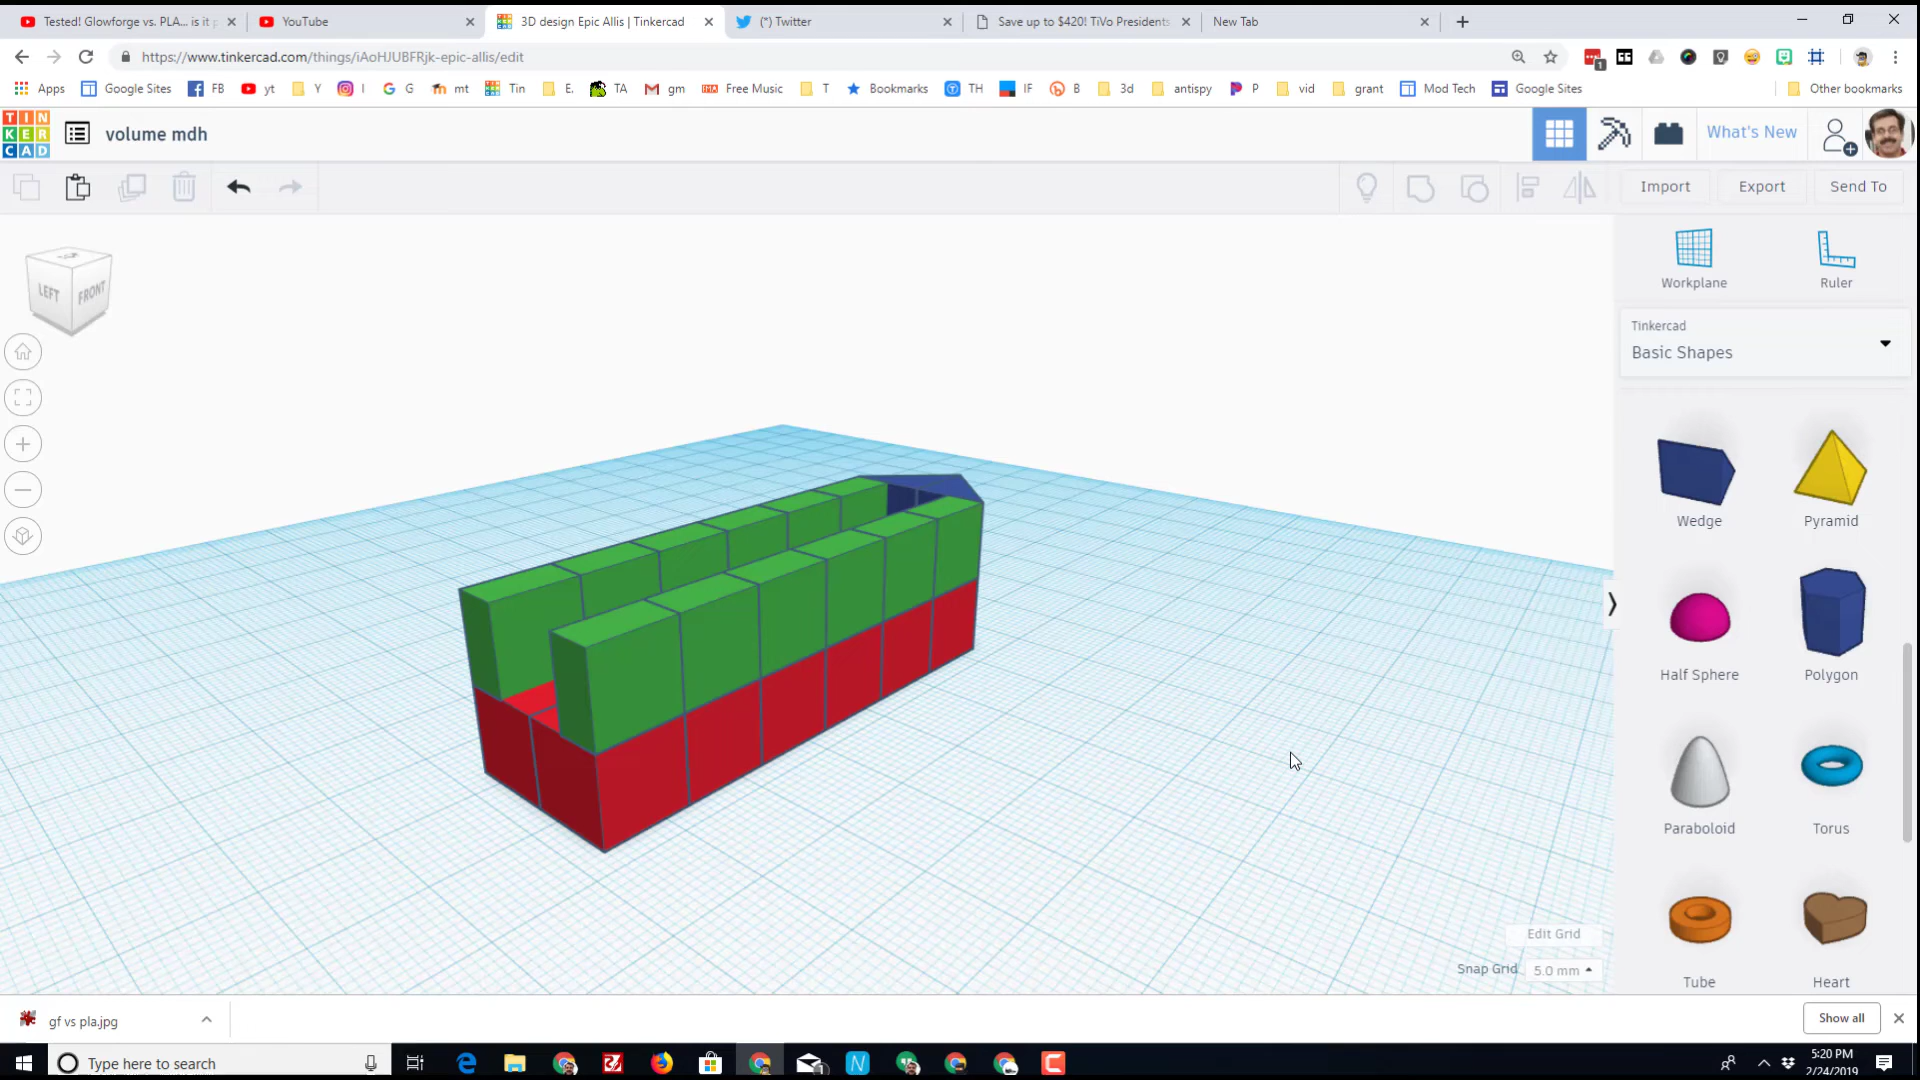 Tested! Glowforge vs. PLA... is it p
YouTube
3D design Epic Allis | Tinkercad
(*) Twitter
Save up to $420! TiVo Presidents
New Tab
https://www.tinkercad.com/things/iAoHJUBFRjk-epic-allis/edit
1
Apps
Google Sites
FB
yt
Y
I
G
mt
Tin
E.
TA
gm
Free Music
T
Bookmarks
TH
IF
B
3d
antispy
P
vid
grant
Mod Tech
Google Sites
Other bookmarks
TIN
KER
CAD
volume mdh
What's New
Import
Export
Send To
TOP
LEFT
FRONT
Workplane
Ruler
Tinkercad
Basic Shapes
Wedge
Pyramid
Half Sphere
Polygon
Paraboloid
Torus
Tube
Heart
Edit Grid
Snap Grid
5.0 mm
gf vs pla.jpg
Show all
Type here to search
5:20 PM
2/24/2019